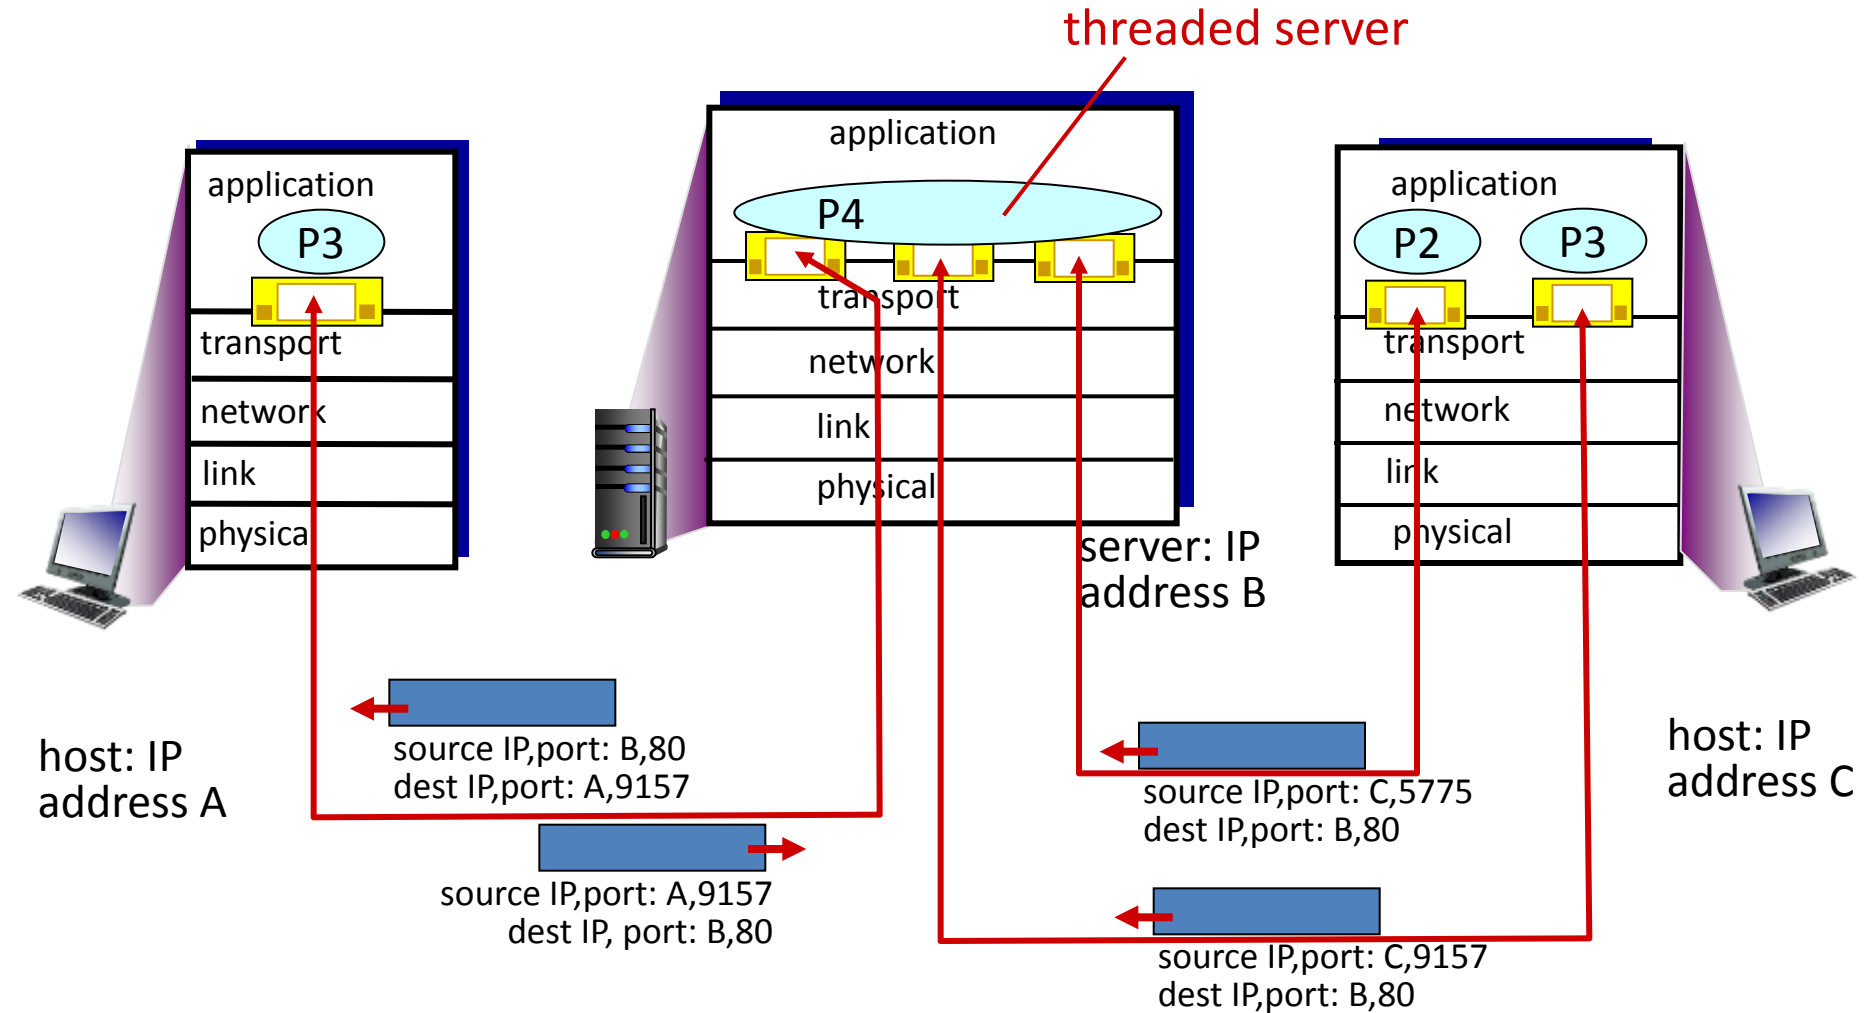 threaded server
application
P3
transport
network
link
physica
application
P4
transport
network
link
physical
server: IP
address B
application
P2
P3
transport
network
link
physical
host: IP
address A
source IP,port: B,80
dest IP,port: A,9157
source IP,port: A,9157
dest IP, port: B,80
source IP,port: C,5775
dest IP,port: B,80
source IP,port: C,9157
dest IP,port: B,80
host: IP
address C